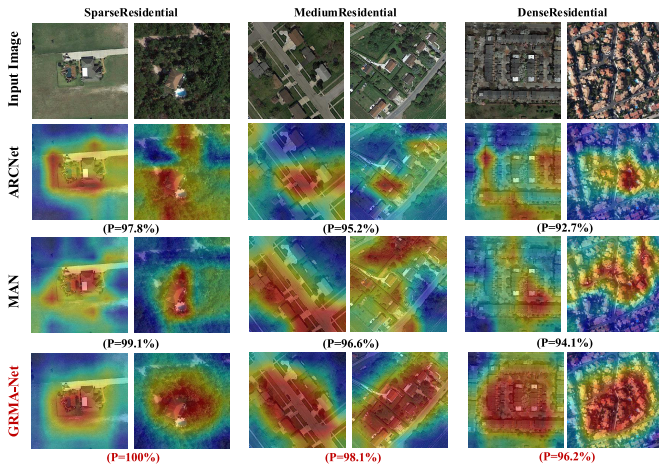 SparseResidential MediumResidential DenseResidential
Input Image
ARCNet
(P=97.8%) (P=95.2%) (P=92.7%)
MAN
(P=99.1%) (P=96.6%) (P=94.1%)
GRMA-Net
(P=100%) (P=98.1%) (P=96.2%)